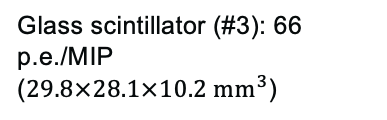 Glass scintillator (#3): 66
p.e./MIP
(29.8×28.1×10.2 mm³)